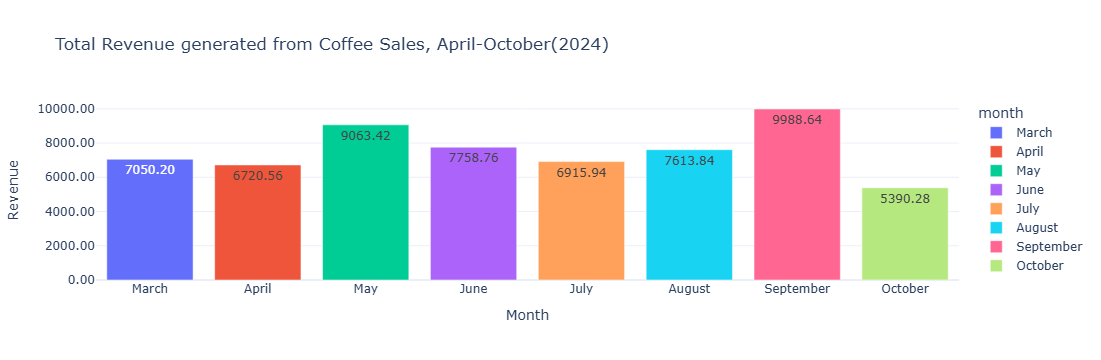 Total Revenue generated from Coffee Sales, April-October(2024)
Revenue
10000.00
8000.00
6000.00
4000.00
2000.00
0.00
7050.20
6720.56
9063.42
7758.76
6915.94
7613.84
9988.64
5390.28
March April May June July August September October
Month
month
March
April
May
June
July
August
September
October